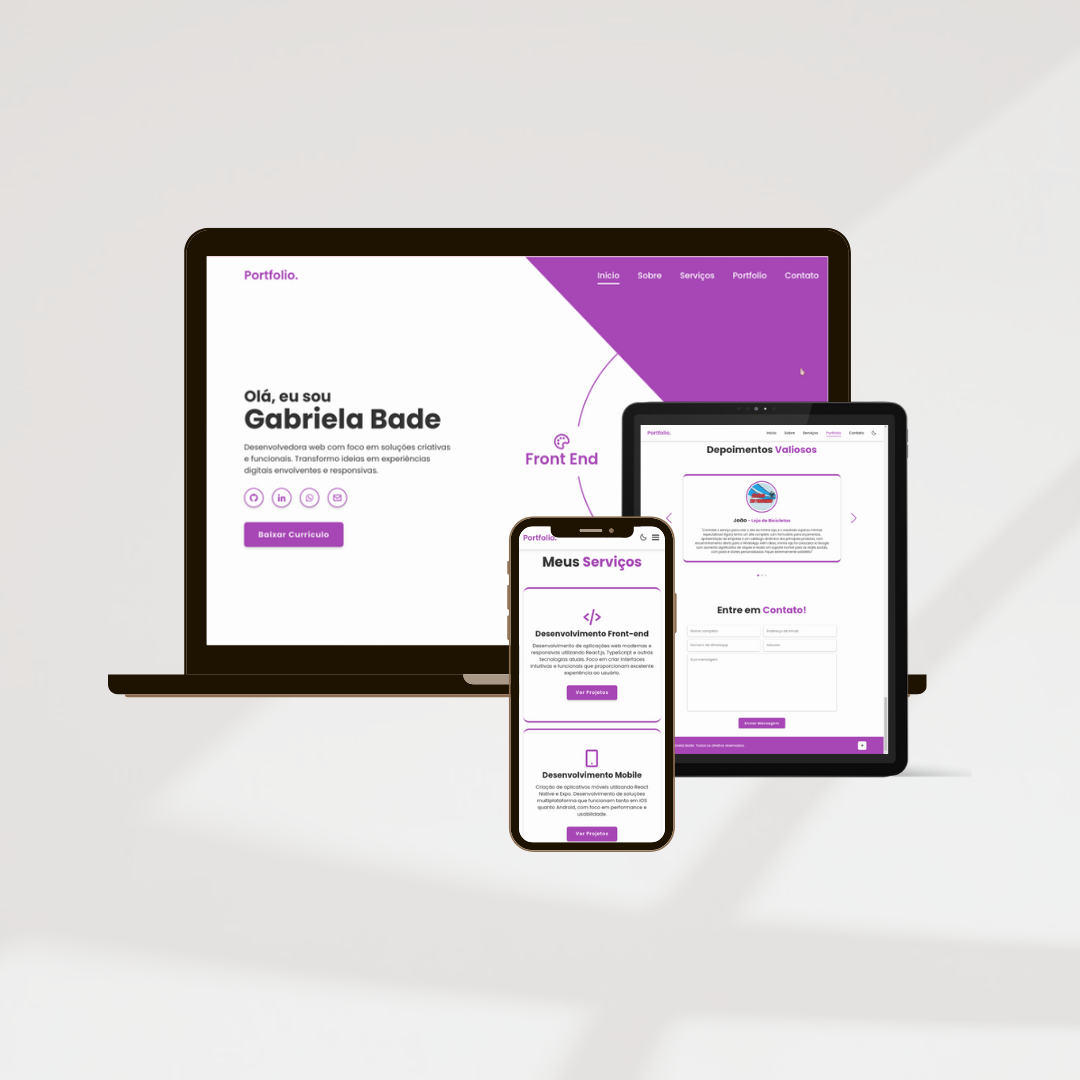 Portfolio.
Início
Sobre
Serviços
Portfolio
Contato
Olá, eu sou
Gabriela Bade
Desenvolvedora web com foco em soluções criativas
e funcionais. Transformo ideias em experiências
digitais envolventes e responsivas.
Baixar Currículo
Front End
Portfolio.
Início
Sobre
Serviços
Portfolio
Contato
Depoimentos Valiosos
João - Loja de Bicicletas
Entre em Contato!
Nome completo
Endereço de email
Número de WhatsApp
Assunto
Sua mensagem
Enviar Mensagem
Bade. Todos os direitos reservados.
Portfolio.
Meus Serviços
Desenvolvimento Front-end
Desenvolvimento de aplicações web modernas e
responsivas utilizando React.js, TypeScript e outras
tecnologias atuais. Foco em criar interfaces
intuitivas e funcionais que proporcionam excelente
experiência ao usuário.
Ver Projetos
Desenvolvimento Mobile
Criação de aplicativos móveis utilizando React
Native e Expo. Desenvolvimento de soluções
multiplataforma que funcionam tanto em iOS
quanto Android, com foco em performance e
usabilidade.
Ver Projetos